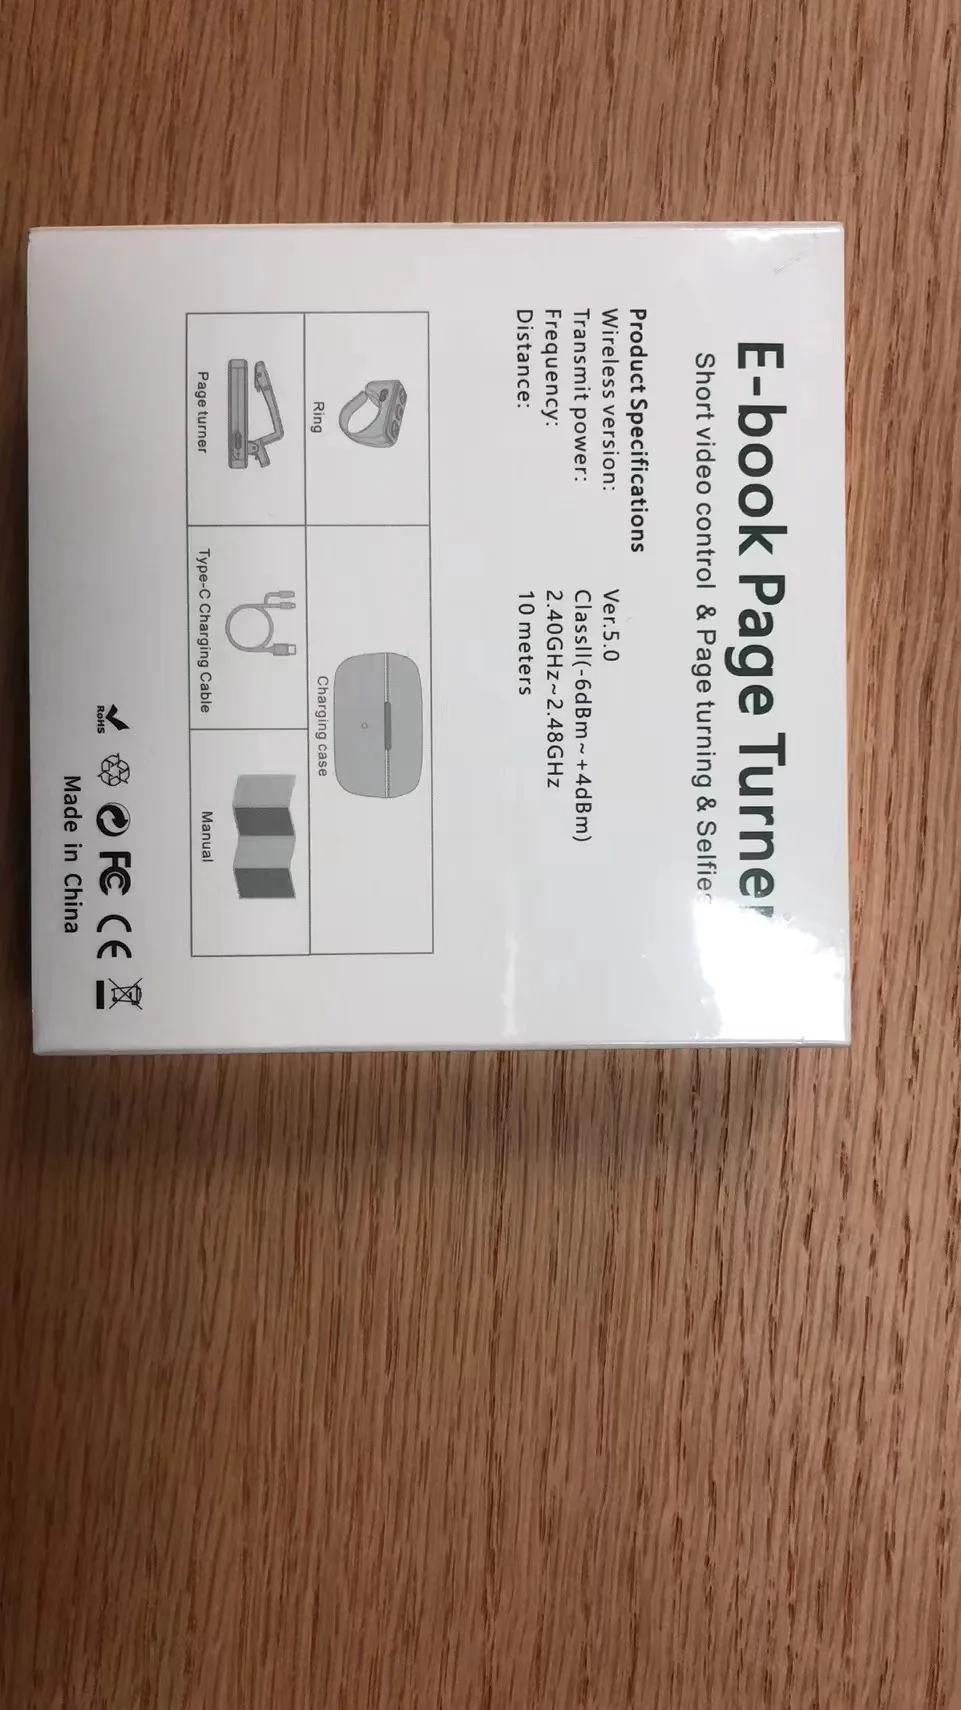 E-book Page Turner
Short video control & Page turning & Selfies
Product Specifications
Wireless version: Ver.5.0
Transmit power: ClassII(-6dBm~+4dBm)
Frequency: 2.40GHz~2.48GHz
Distance: 10 meters
Ring
Charging case
Page turner
Type-C Charging Cable
Manual
RoHS
FC CE
Made in China